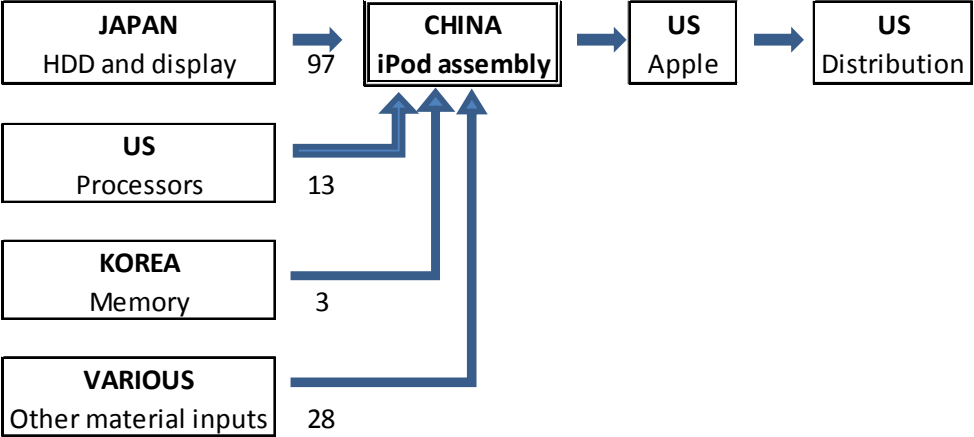 JAPAN
HDD and display
97
CHINA
iPod assembly
US
Apple
US
Distribution
US
Processors
13
KOREA
Memory
3
VARIOUS
Other material inputs
28